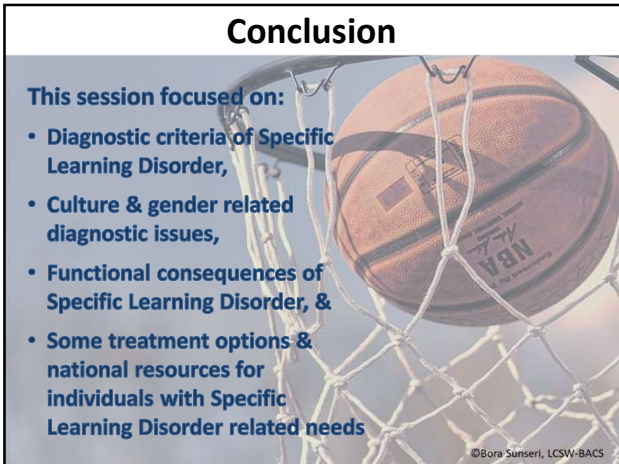 Conclusion
This session focused on:
• Diagnostic criteria of Specific
Learning Disorder,
• Culture & gender related
diagnostic issues,
• Functional consequences of
Specific Learning Disorder, &
• Some treatment options &
national resources for
individuals with Specific
Learning Disorder related needs
NBA
©Bora Sunseri, LCSW-BACS